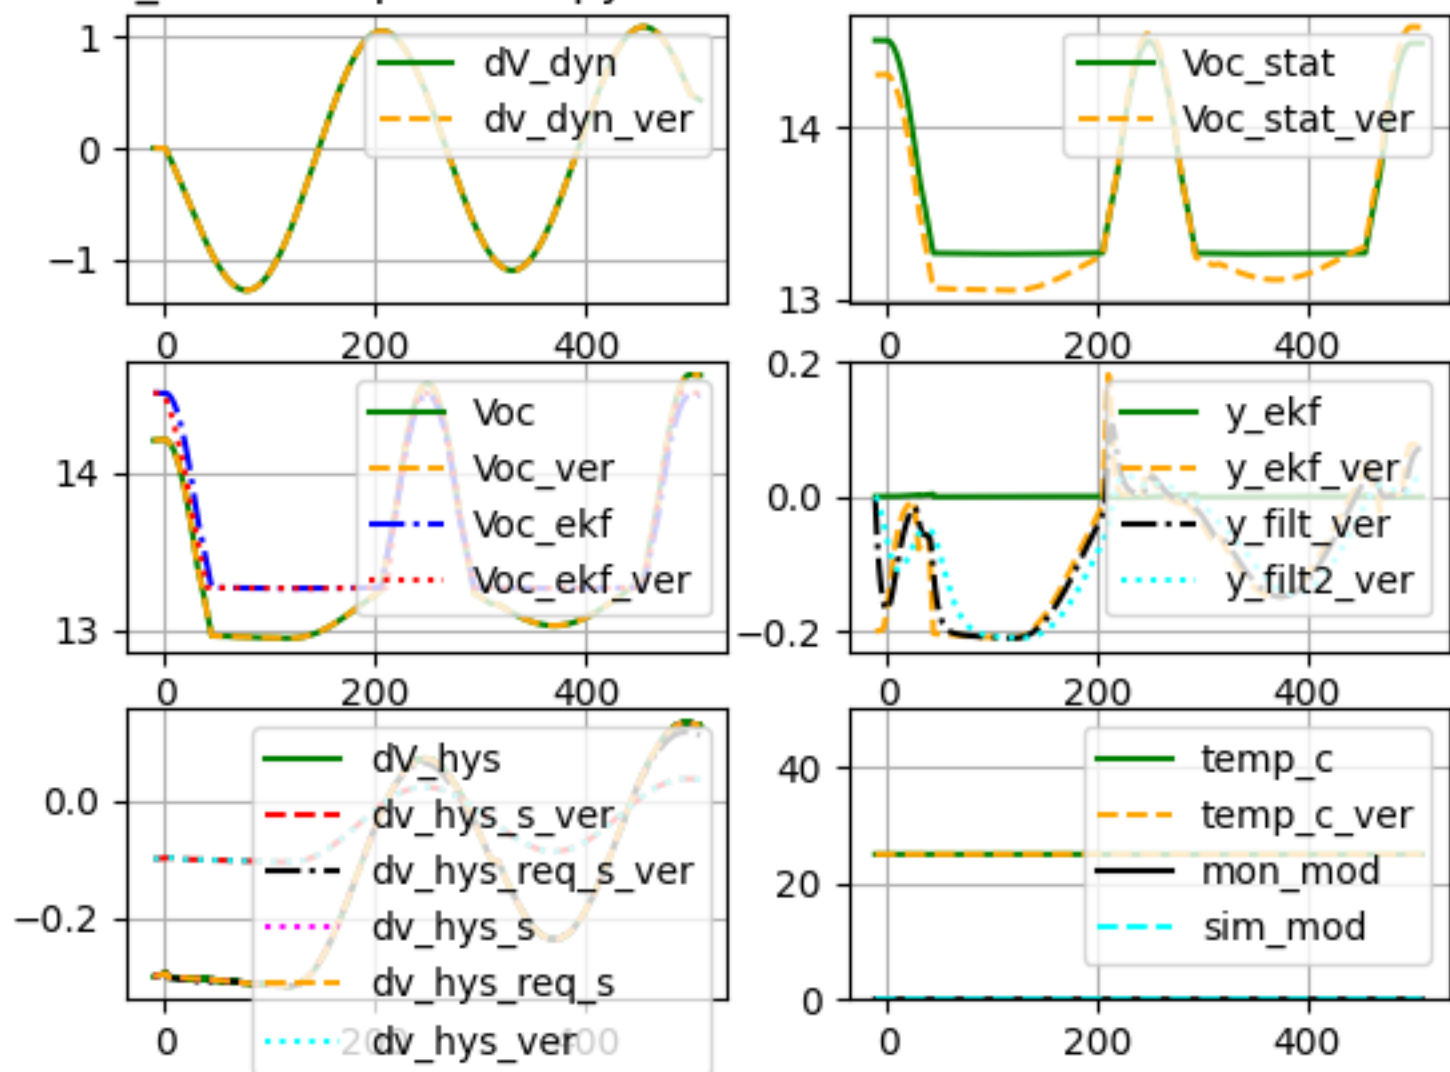 1
0
−1
0
200
400
dV_dyn
dv_dyn_ver
14
13
0
200
400
Voc_stat
Voc_stat_ver
14
13
0
200
400
Voc
Voc_ver
Voc_ekf
Voc_ekf_ver
0.2
0.0
−0.2
0
200
400
y_ekf
y_ekf_ver
y_filt_ver
y_filt2_ver
0.0
−0.2
0
200
400
dV_hys
dv_hys_s_ver
dv_hys_req_s_ver
dv_hys_s
dv_hys_req_s
dv_hys_ver
40
20
0
0
200
400
temp_c
temp_c_ver
mon_mod
sim_mod